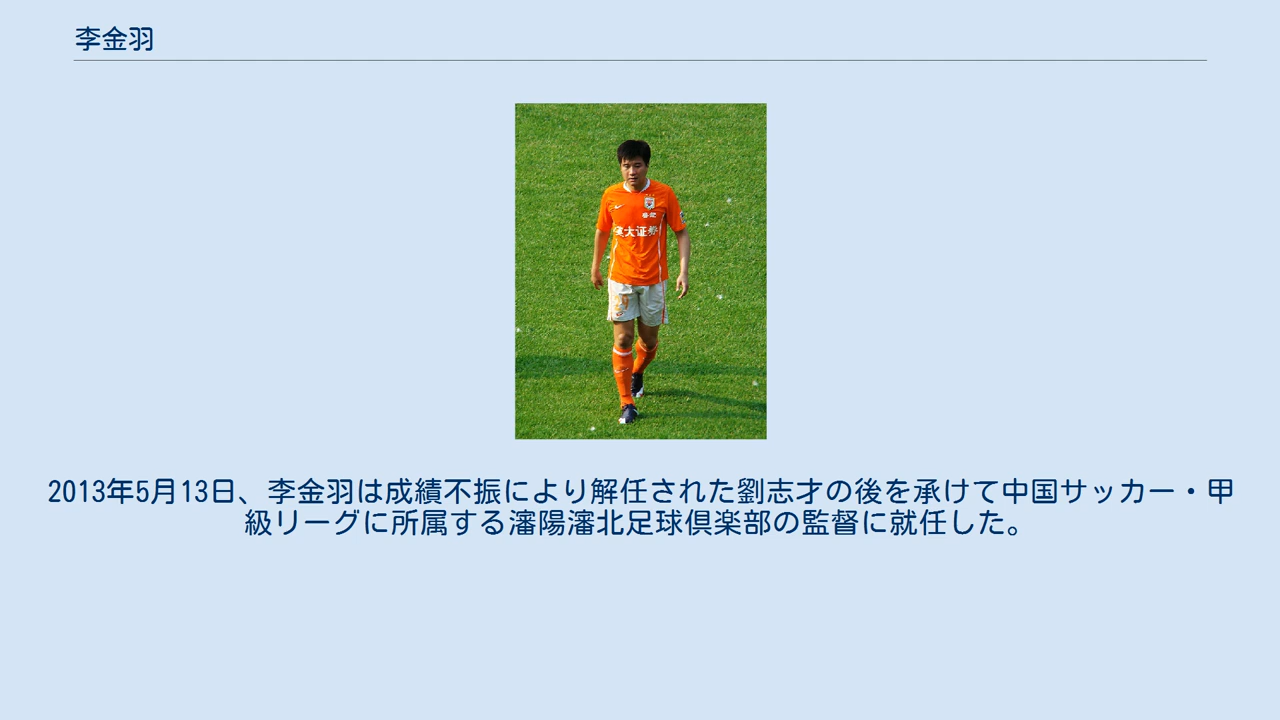 李金羽
大证券
2013年5月13日、李金羽は成績不振により解任された劉志才の後を承けて中国サッカー・甲
級リーグに所属する瀋陽瀋北足球倶楽部の監督に就任した。